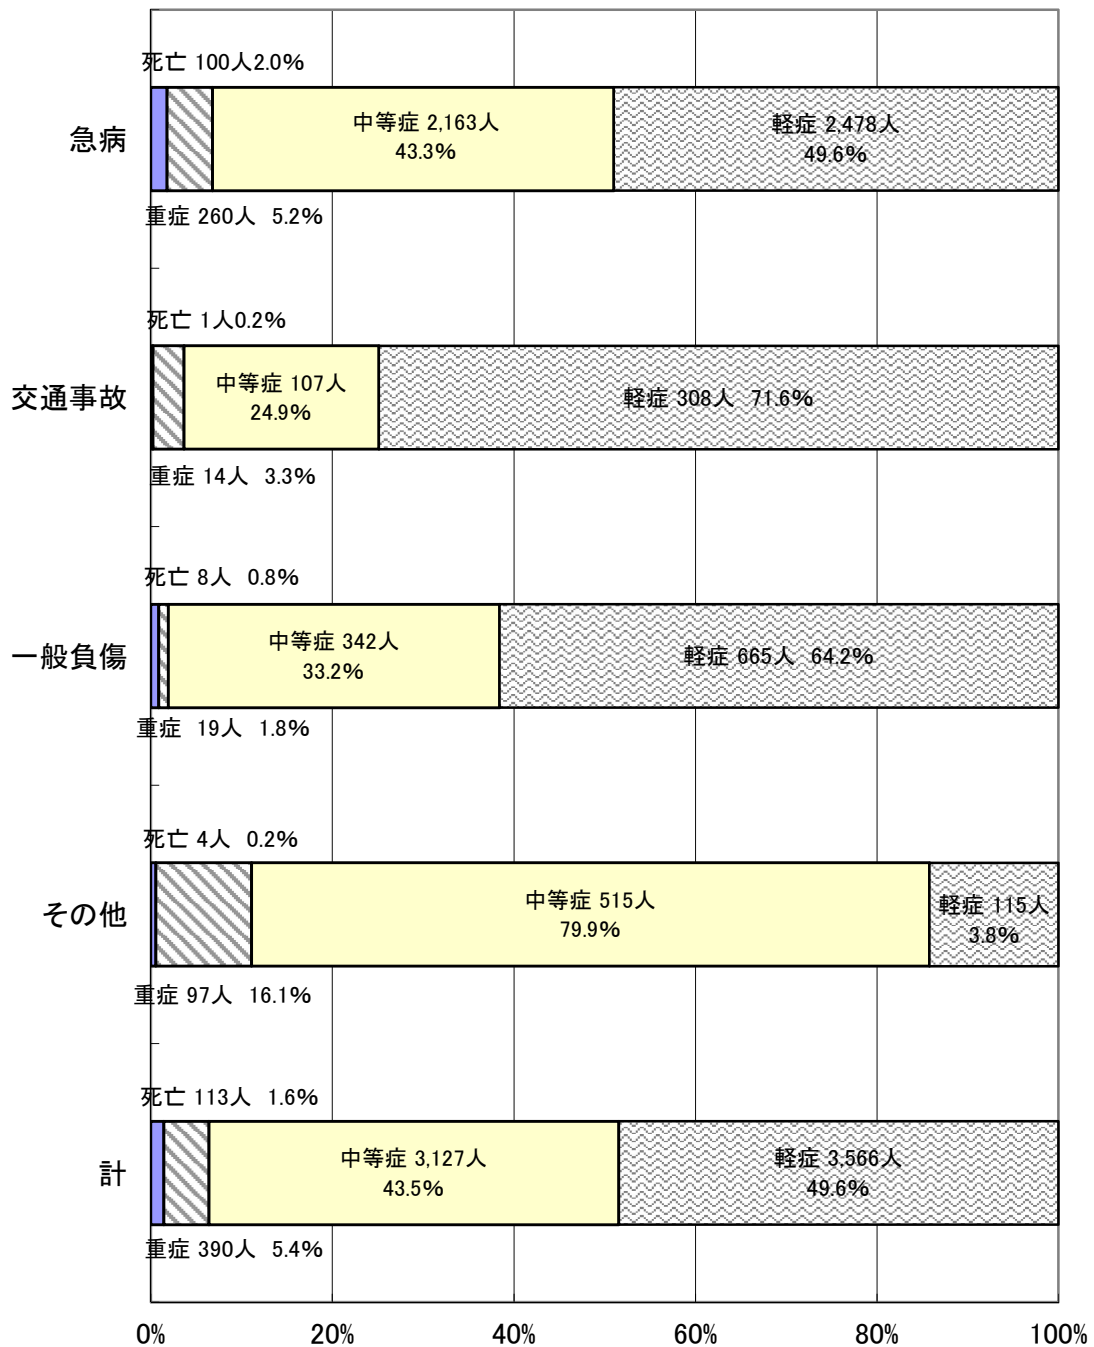 死亡 100人2.0%
急病
中等症 2,163人
43.3%
軽症 2,478人
49.6%
重症 260人 5.2%
死亡 1人0.2%
交通事故
中等症 107人
24.9%
軽症 308人 71.6%
重症 14人 3.3%
死亡 8人 0.8%
一般負傷
中等症 342人
33.2%
軽症 665人 64.2%
重症 19人 1.8%
死亡 4人 0.2%
その他
中等症 515人
79.9%
軽症 115人
3.8%
重症 97人 16.1%
死亡 113人 1.6%
計
中等症 3,127人
43.5%
軽症 3,566人
49.6%
重症 390人 5.4%
0% 20% 40% 60% 80% 100%